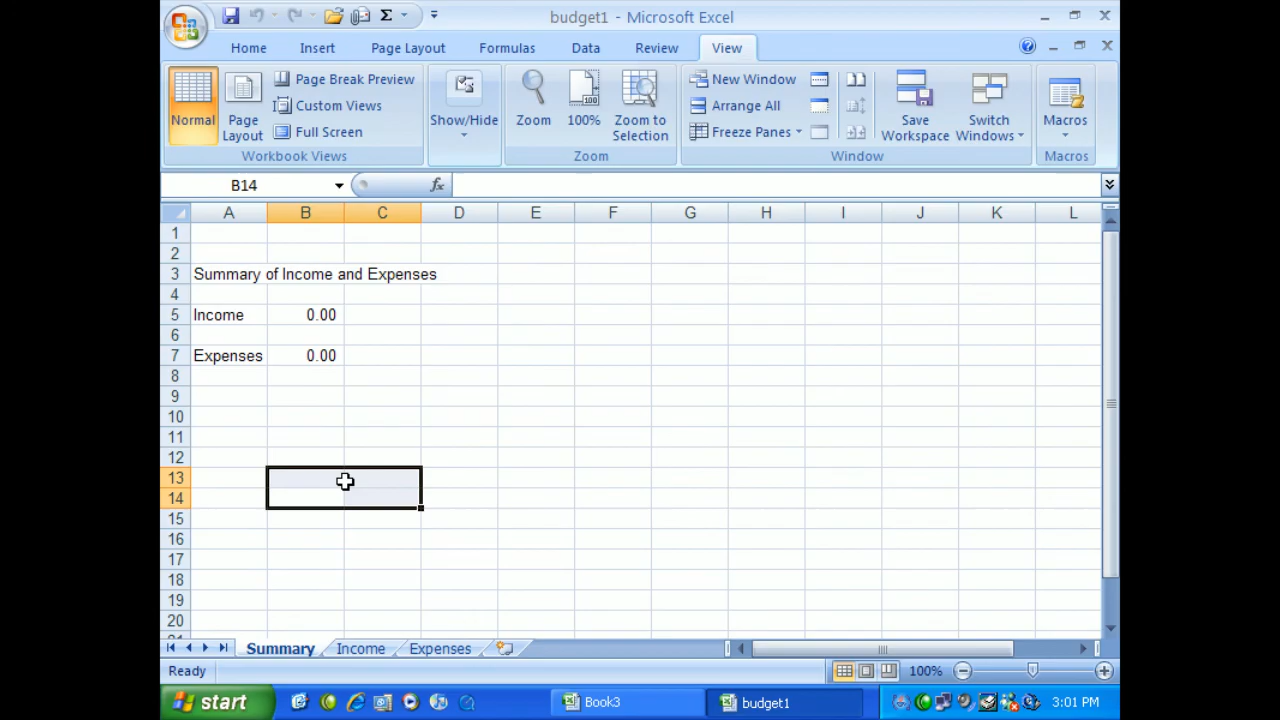 budget1 - Microsoft Excel
Home Insert Page Layout Formulas Data Review View
Normal
Page Layout
Page Break Preview
Custom Views
Full Screen
Workbook Views
Show/Hide
Zoom
100%
Zoom to Selection
Zoom
New Window
Arrange All
Freeze Panes
Save Workspace
Switch Windows
Window
Macros
Macros
B14 fx
A B C D E F G H I J K L
1
2
3 Summary of Income and Expenses
4
5 Income 0.00
6
7 Expenses 0.00
8
9
10
11
12
13
14
15
16
17
18
19
20
21
Summary Income Expenses
Ready 100%
start Book3 budget1 3:01 PM